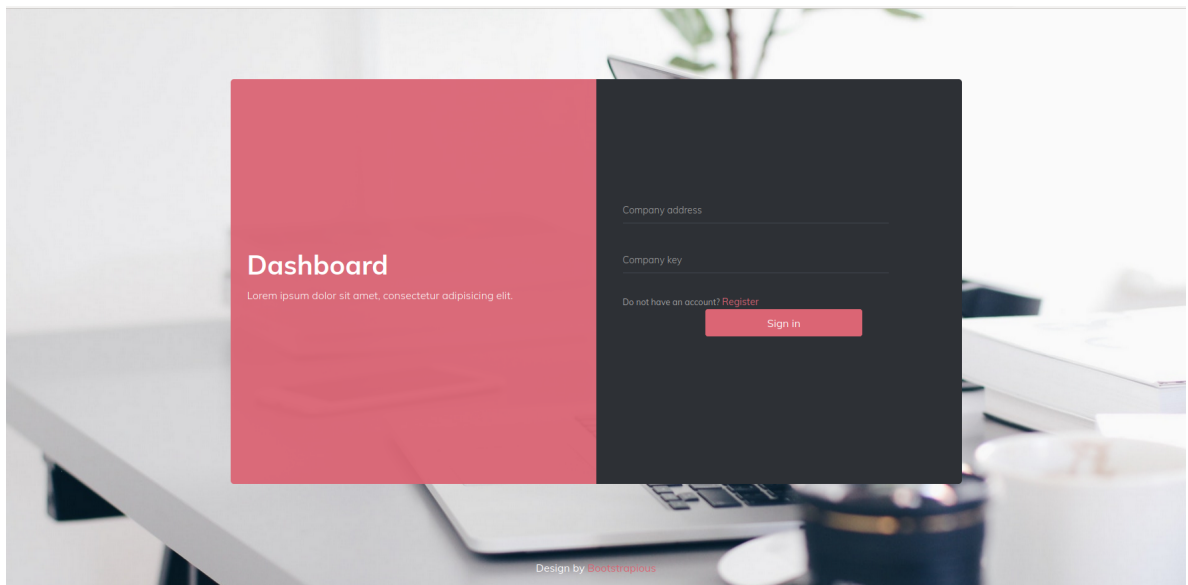 Dashboard
Lorem ipsum dolor sit amet, consectetur adipisicing elit.
Company address
Company key
Do not have an account? Register
Sign in
Design by Bootstrapious